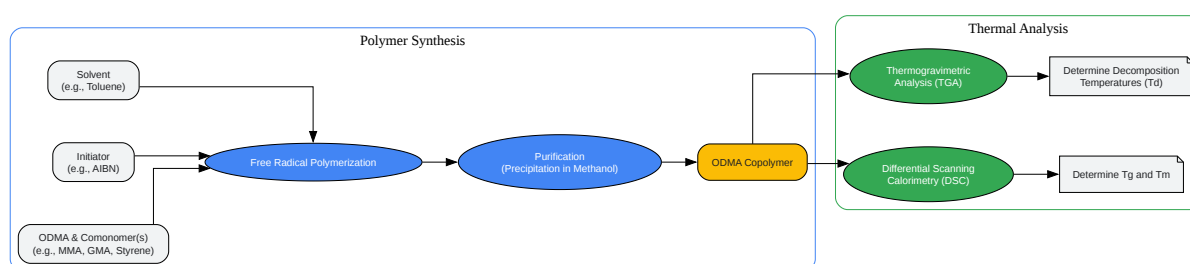 Polymer Synthesis
Thermal Analysis
Solvent
(e.g., Toluene)
Initiator
(e.g., AIBN)
ODMA & Comonomer(s)
(e.g., MMA, GMA, Styrene)
Free Radical Polymerization
Purification
(Precipitation in Methanol)
ODMA Copolymer
Thermogravimetric
Analysis (TGA)
Determine Decomposition
Temperatures (Td)
Differential Scanning
Calorimetry (DSC)
Determine Tg and Tm